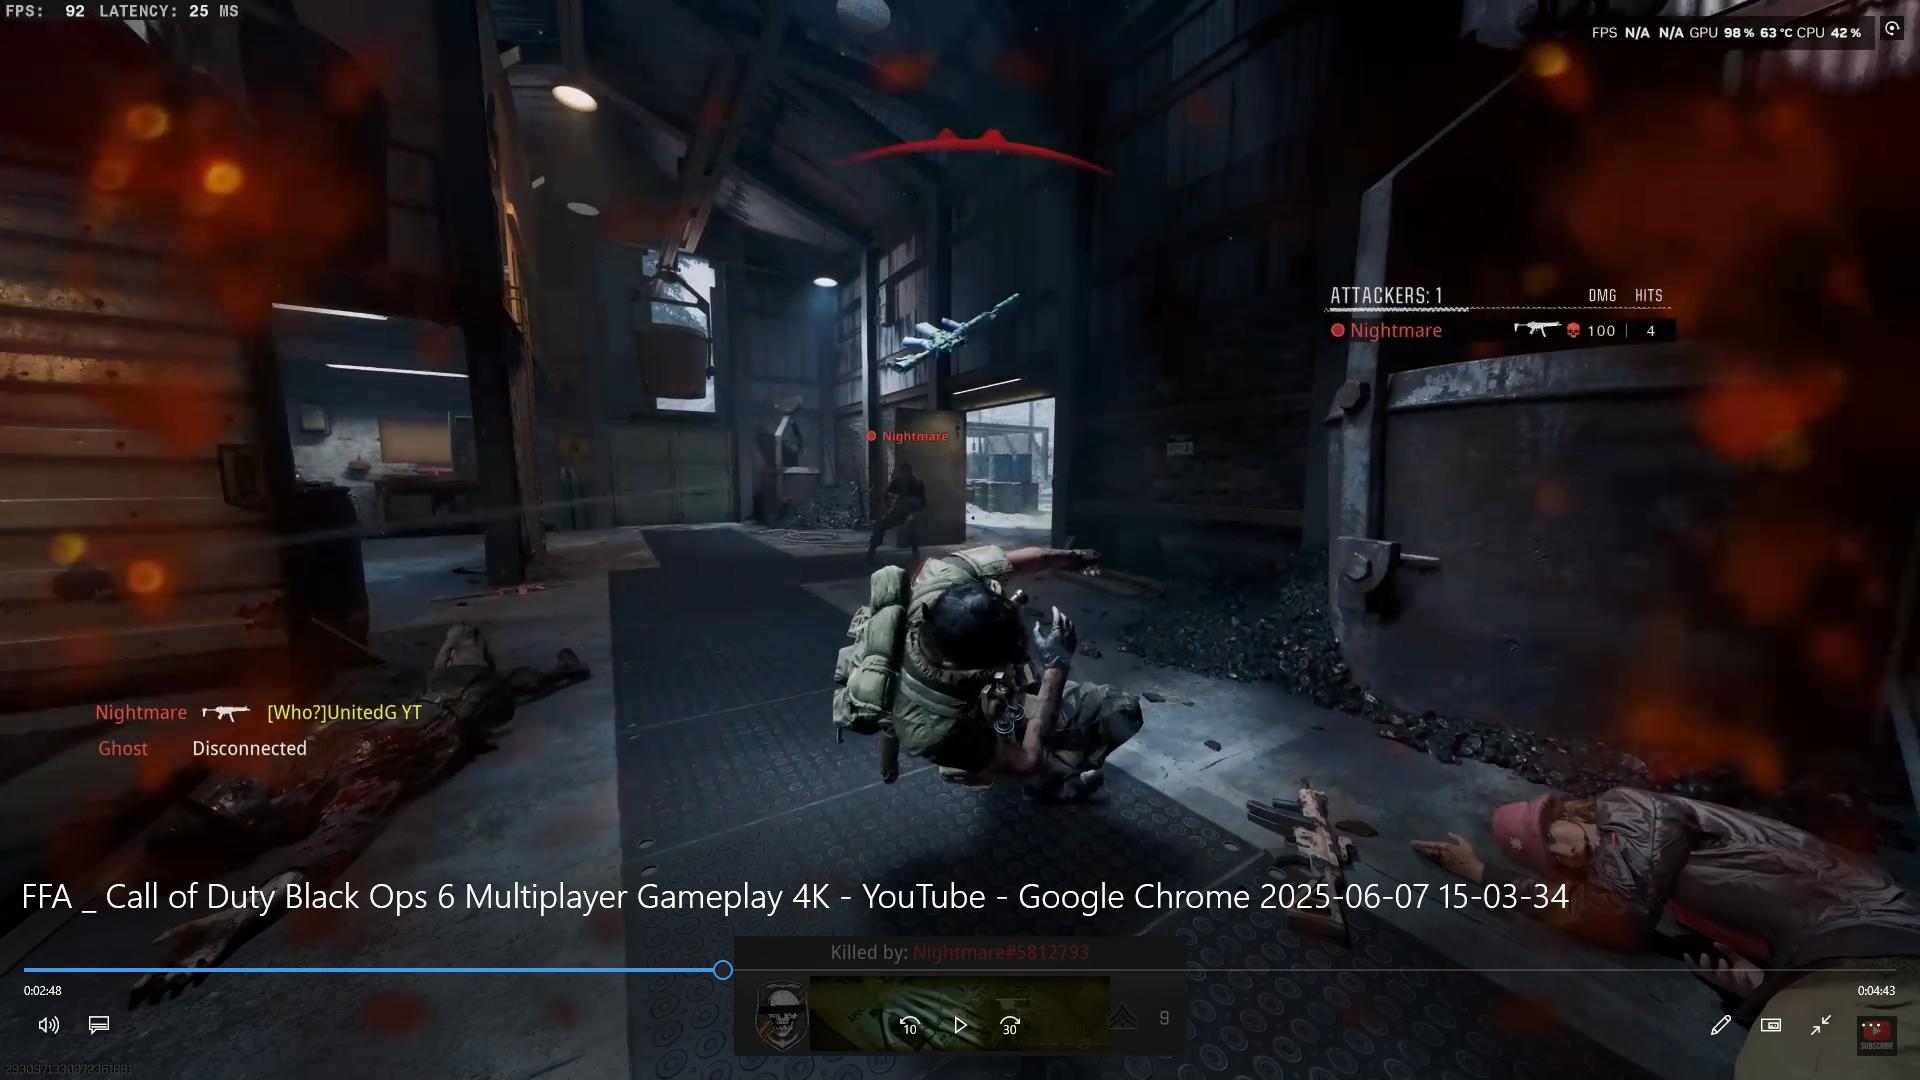 FPS: 92 LATENCY: 25 MS
FPS N/A N/A GPU 98% 63°C CPU 42%
ATTACKERS: 1 DMG HITS
Nightmare 100 | 4
Nightmare
Nightmare [Who?]UnitedG YT
Ghost Disconnected
FFA _ Call of Duty Black Ops 6 Multiplayer Gameplay 4K - YouTube - Google Chrome 2025-06-07 15-03-34
Killed by: Nightmare#5812793
0:02:48
0:04:43
10
30
9
SUBSCRIBE